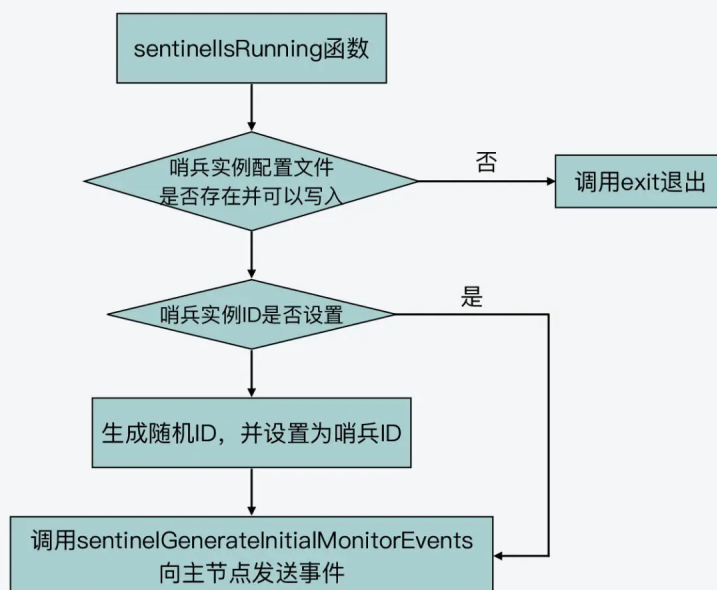 sentinelIsRunning函数
哨兵实例配置文件
是否存在并可以写入
否
调用exit退出
哨兵实例ID是否设置
是
生成随机ID，并设置为哨兵ID
调用sentinelGenerateInitialMonitorEvents
向主节点发送事件